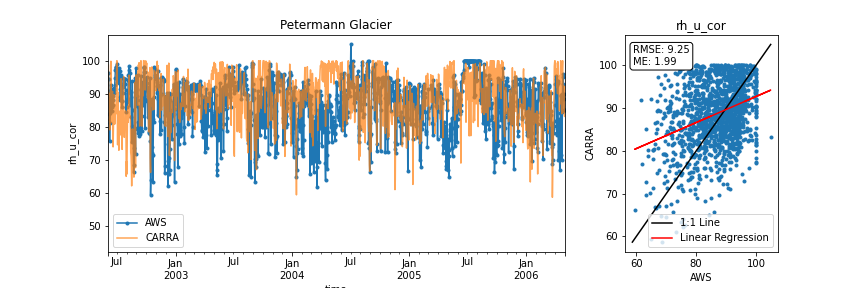 Petermann Glacier
rh_u_cor
100
90
80
70
60
50
AWS
CARRA
Jul
Jan
2003
Jul
Jan
2004
Jul
Jan
2005
Jul
Jan
2006
time
rh_u_cor
RMSE: 9.25
ME: 1.99
CARRA
100
90
80
70
60
1:1 Line
Linear Regression
60
80
100
AWS